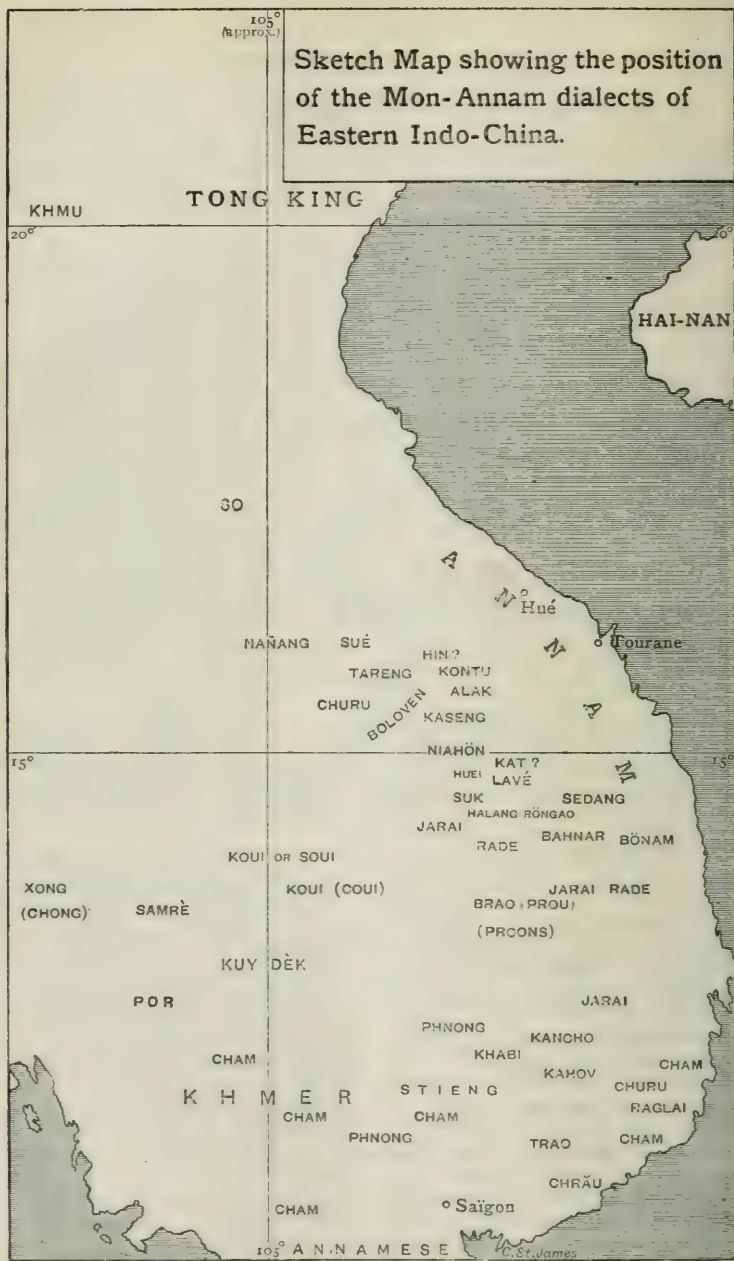 105°
(approx.)
Sketch Map showing the position
of the Mon-Annam dialects of
Eastern Indo-China.
TONG KING
KHMU
20°
20°
HAI-NAN
SO
ANNAM
Hué
NAÑANG SUÉ
Tourane
HIN?
TARENG KONTU
ALAK
CHURU
BOLOVEN
KASENG
NIAHÖN
15°
15°
KAT?
HUEI LAVÉ
SUK SEDANG
HALANG RÖNGAO
JARAI
RADE BAHNAR BÖNAM
KOUI OR SOUI
XONG KOUI (COUI) JARAI RADE
(CHONG) SAMRÈ BRAO (PROU)
(PROONS)
KUY DÈK
POR JARAI
PHNONG KANCHO
CHAM KHABI CHAM
KAHOV
KHMER STIENG CHURU
RAGLAI
CHAM CHAM
PHNONG TRAO CHAM
CHRĂU
CHAM Saïgon
105° ANNAMESE C. St. James